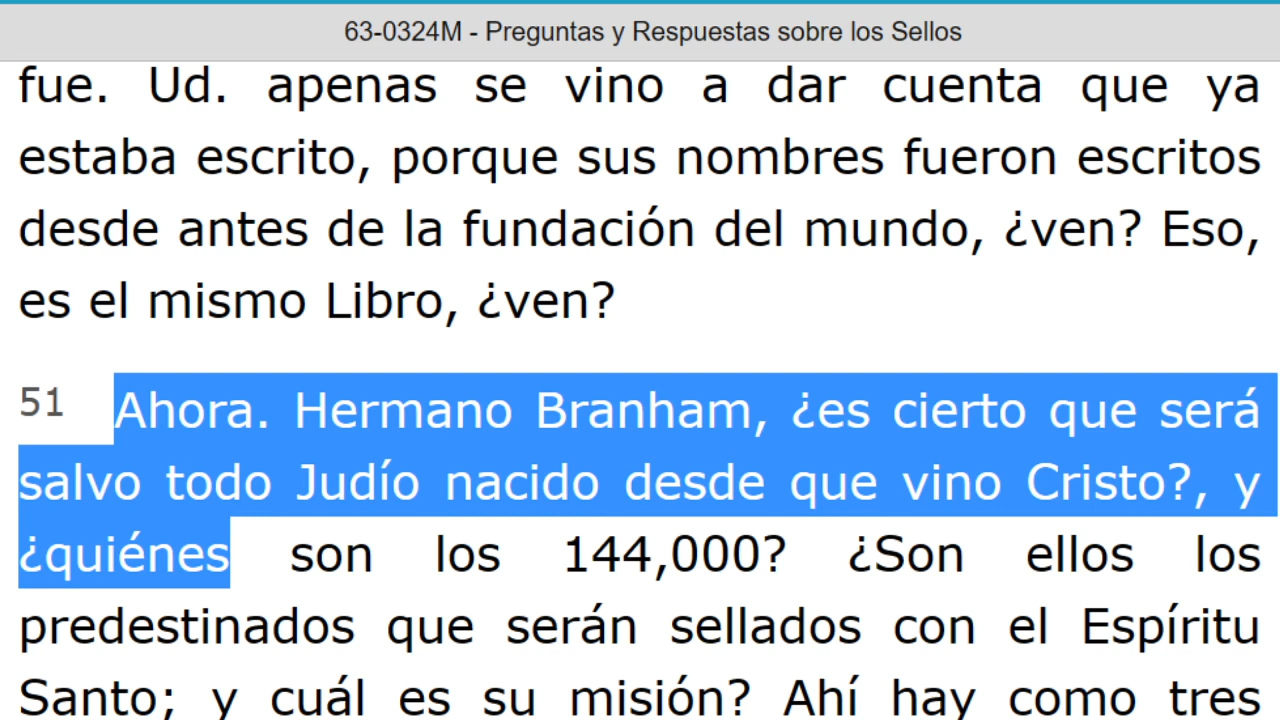 63-0324M - Preguntas y Respuestas sobre los Sellos
fue. Ud. apenas se vino a dar cuenta que ya
estaba escrito, porque sus nombres fueron escritos
desde antes de la fundación del mundo, ¿ven? Eso,
es el mismo Libro, ¿ven?
51 Ahora. Hermano Branham, ¿es cierto que será
salvo todo Judío nacido desde que vino Cristo?, y
¿quiénes son los 144,000? ¿Son ellos los
predestinados que serán sellados con el Espíritu
Santo; y cuál es su misión? Ahí hay como tres